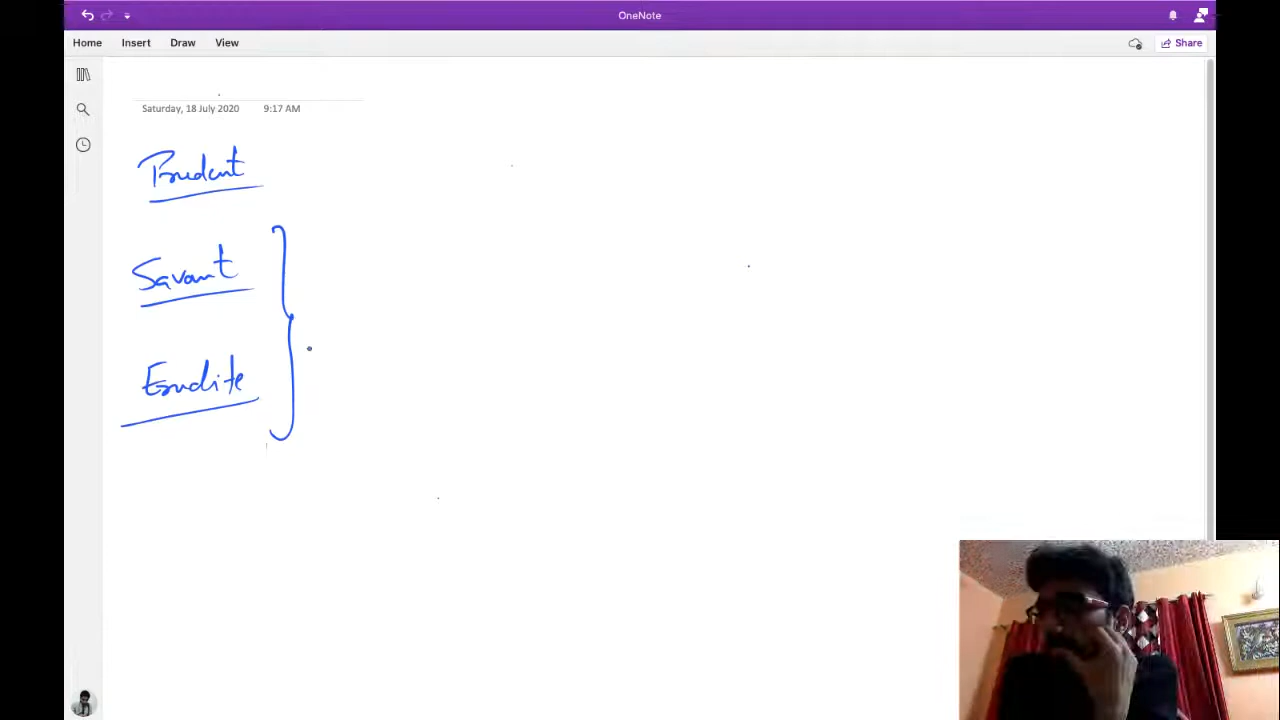 OneNote
Home Insert Draw View Share
Saturday, 18 July 2020 9:17 AM
Prudent
Savant
Erudite